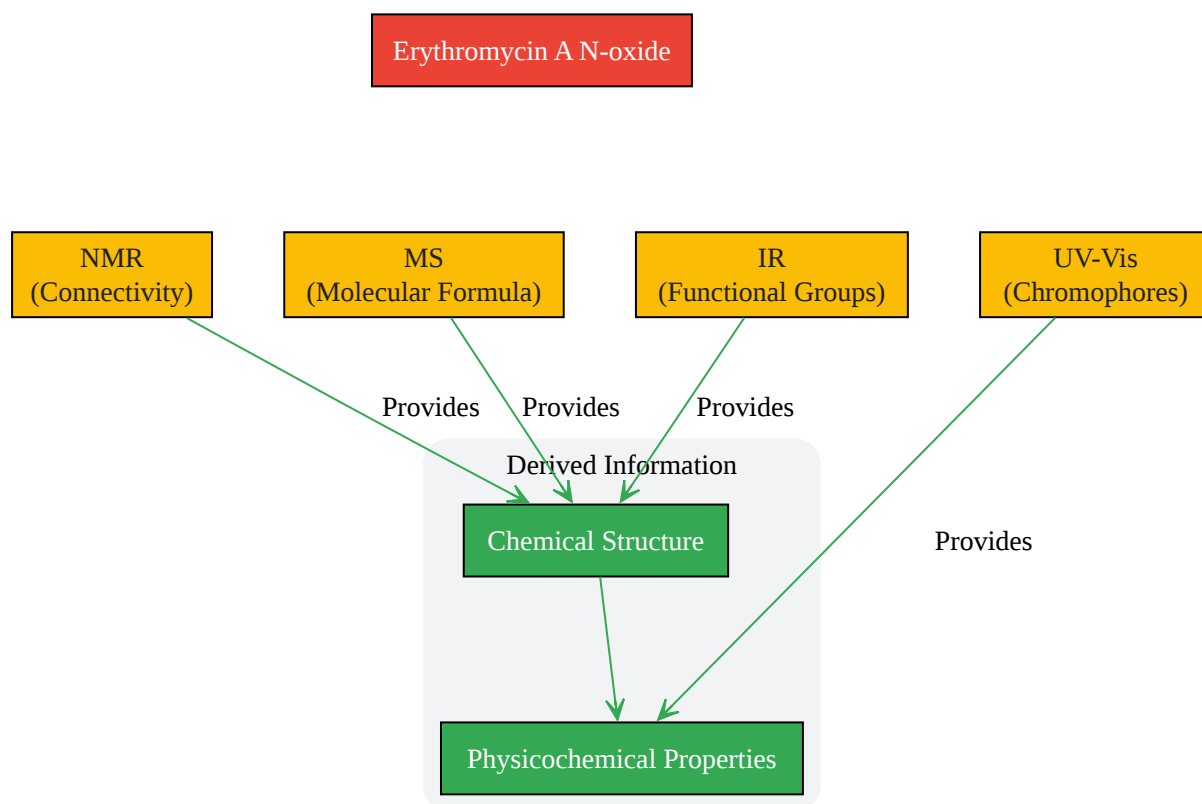 Erythromycin A N-oxide
NMR
(Connectivity)
MS
(Molecular Formula)
IR
(Functional Groups)
UV-Vis
(Chromophores)
Provides
Provides
Provides
Derived Information
Chemical Structure
Provides
Physicochemical Properties